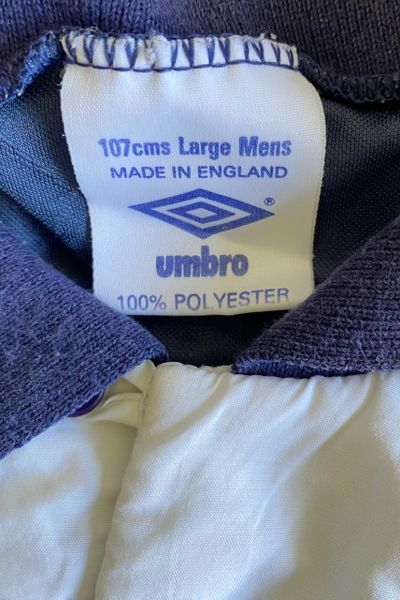 107cms Large Mens
MADE IN ENGLAND
®
umbro
100% POLYESTER